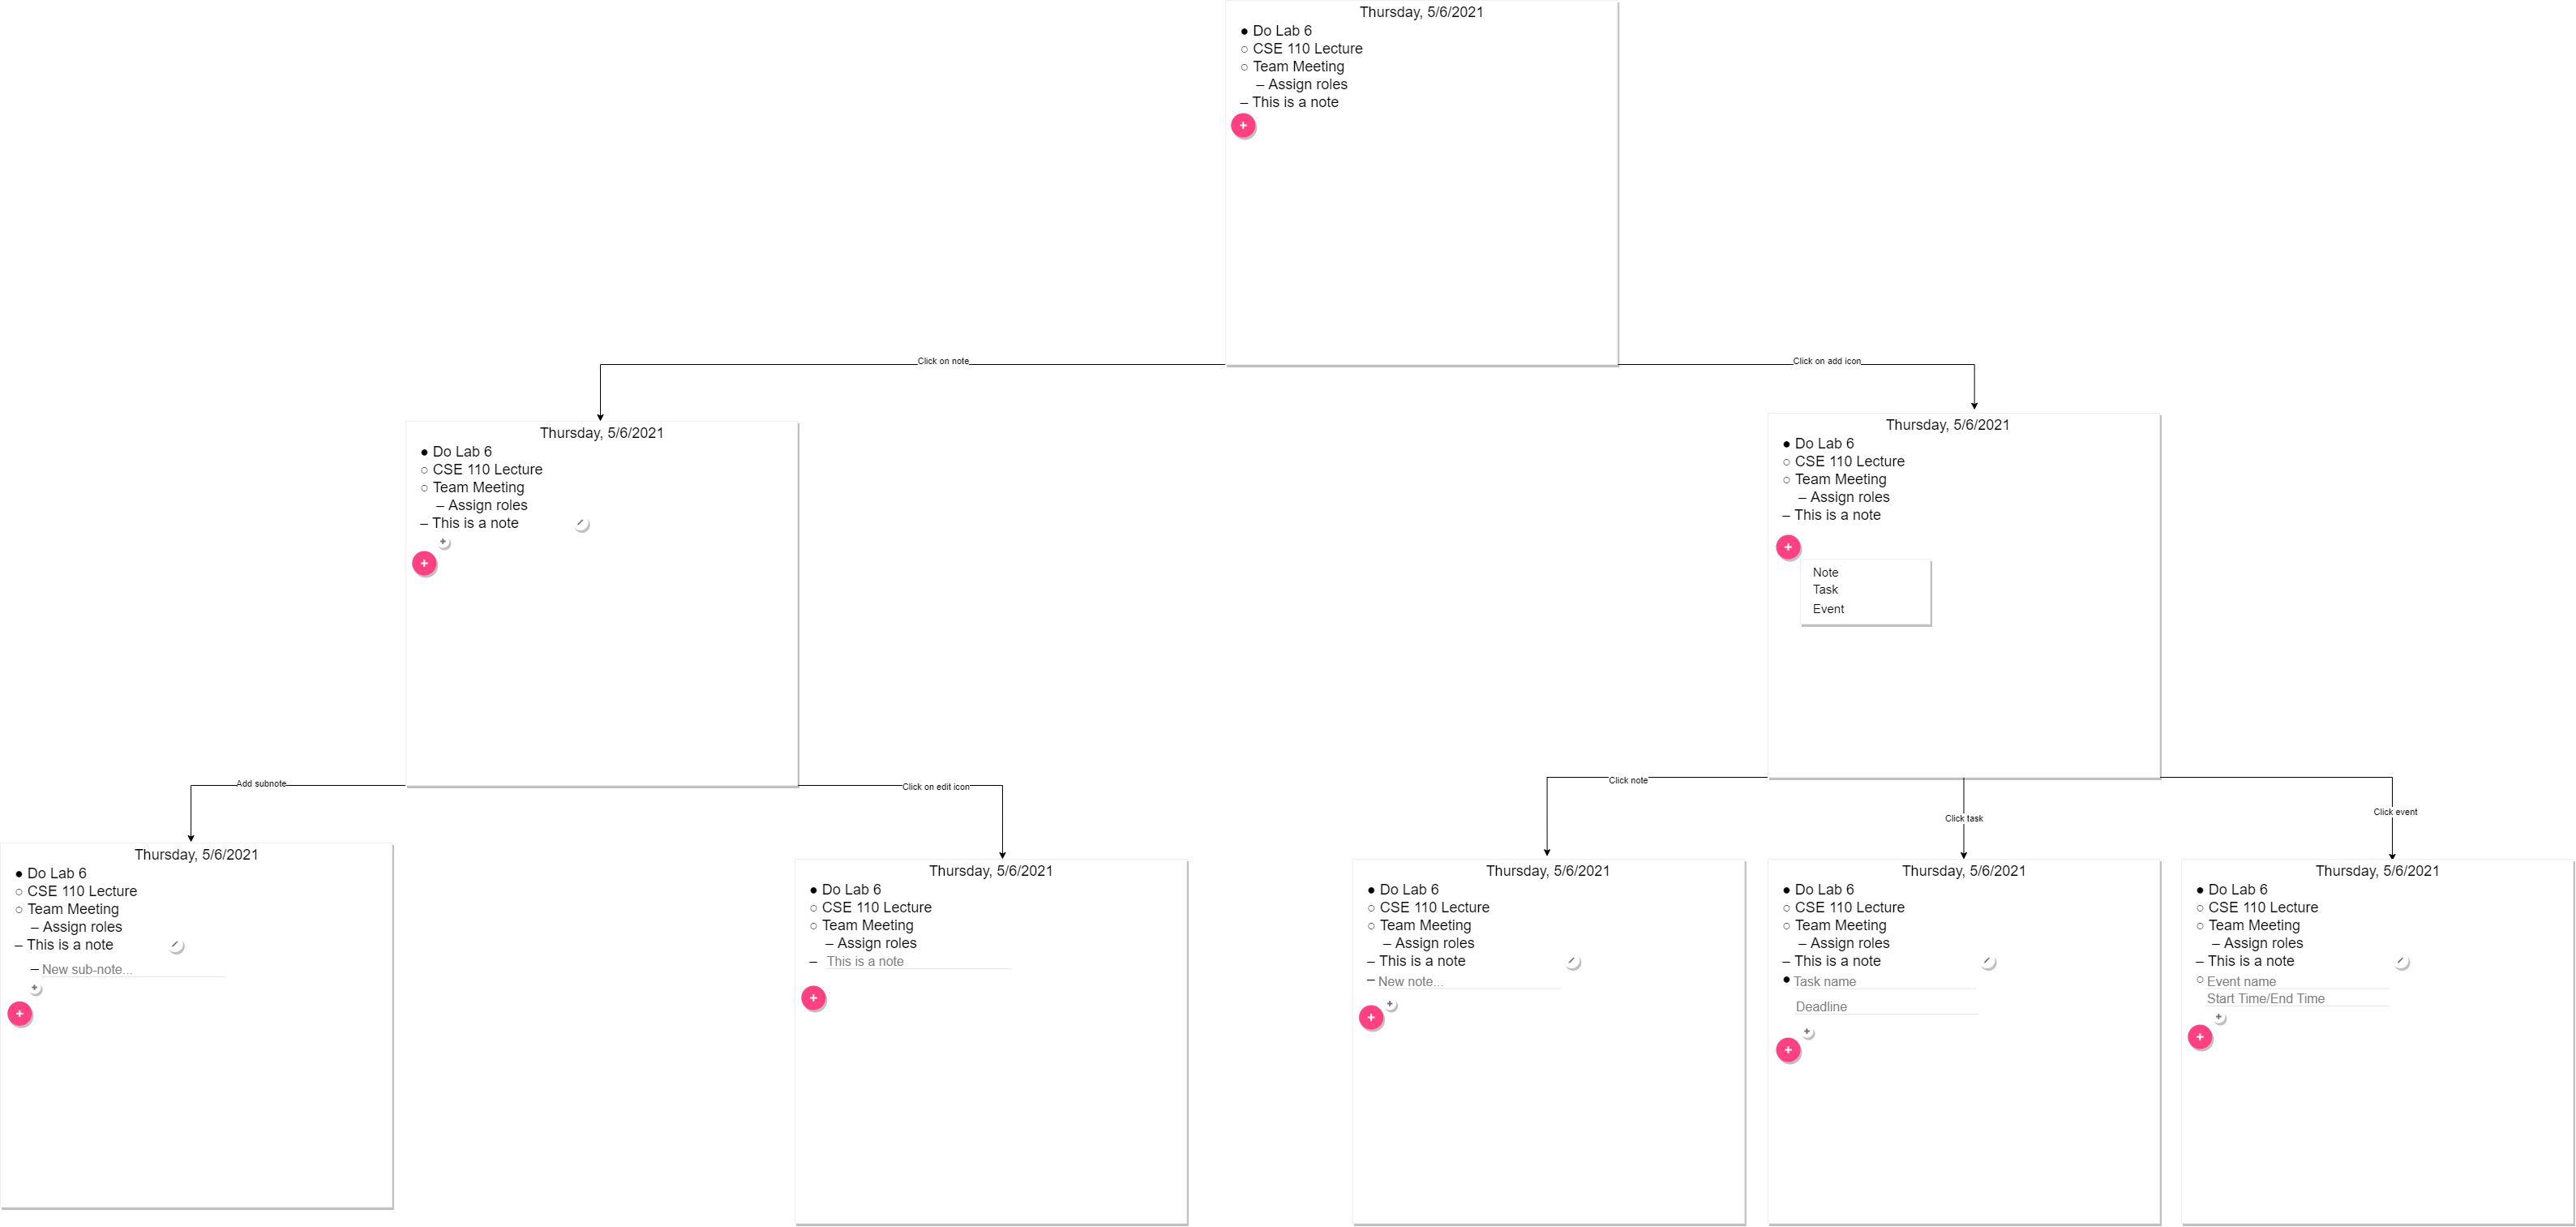 Thursday, 5/6/2021
● Do Lab 6
○ CSE 110 Lecture
○ Team Meeting
– Assign roles
– This is a note
+
Click on note
Click on add icon
Thursday, 5/6/2021
● Do Lab 6
○ CSE 110 Lecture
○ Team Meeting
– Assign roles
– This is a note
+
+
Thursday, 5/6/2021
● Do Lab 6
○ CSE 110 Lecture
○ Team Meeting
– Assign roles
– This is a note
+
Note
Task
Event
Add subnote
Click on edit icon
Click note
Click task
Click event
Thursday, 5/6/2021
● Do Lab 6
○ CSE 110 Lecture
○ Team Meeting
– Assign roles
– This is a note
– New sub-note...
+
+
Thursday, 5/6/2021
● Do Lab 6
○ CSE 110 Lecture
○ Team Meeting
– Assign roles
– This is a note
+
Thursday, 5/6/2021
● Do Lab 6
○ CSE 110 Lecture
○ Team Meeting
– Assign roles
– This is a note
– New note...
+
+
Thursday, 5/6/2021
● Do Lab 6
○ CSE 110 Lecture
○ Team Meeting
– Assign roles
– This is a note
● Task name
Deadline
+
+
Thursday, 5/6/2021
● Do Lab 6
○ CSE 110 Lecture
○ Team Meeting
– Assign roles
– This is a note
○ Event name
Start Time/End Time
+
+